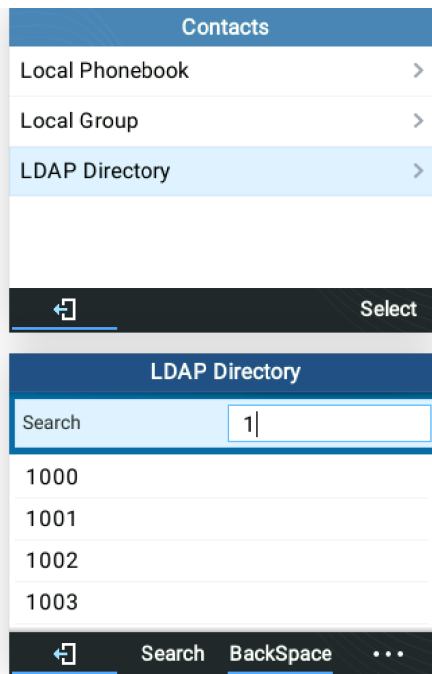 Contacts
Local Phonebook
Local Group
LDAP Directory
Select
LDAP Directory
Search 1
1000
1001
1002
1003
Search BackSpace ...